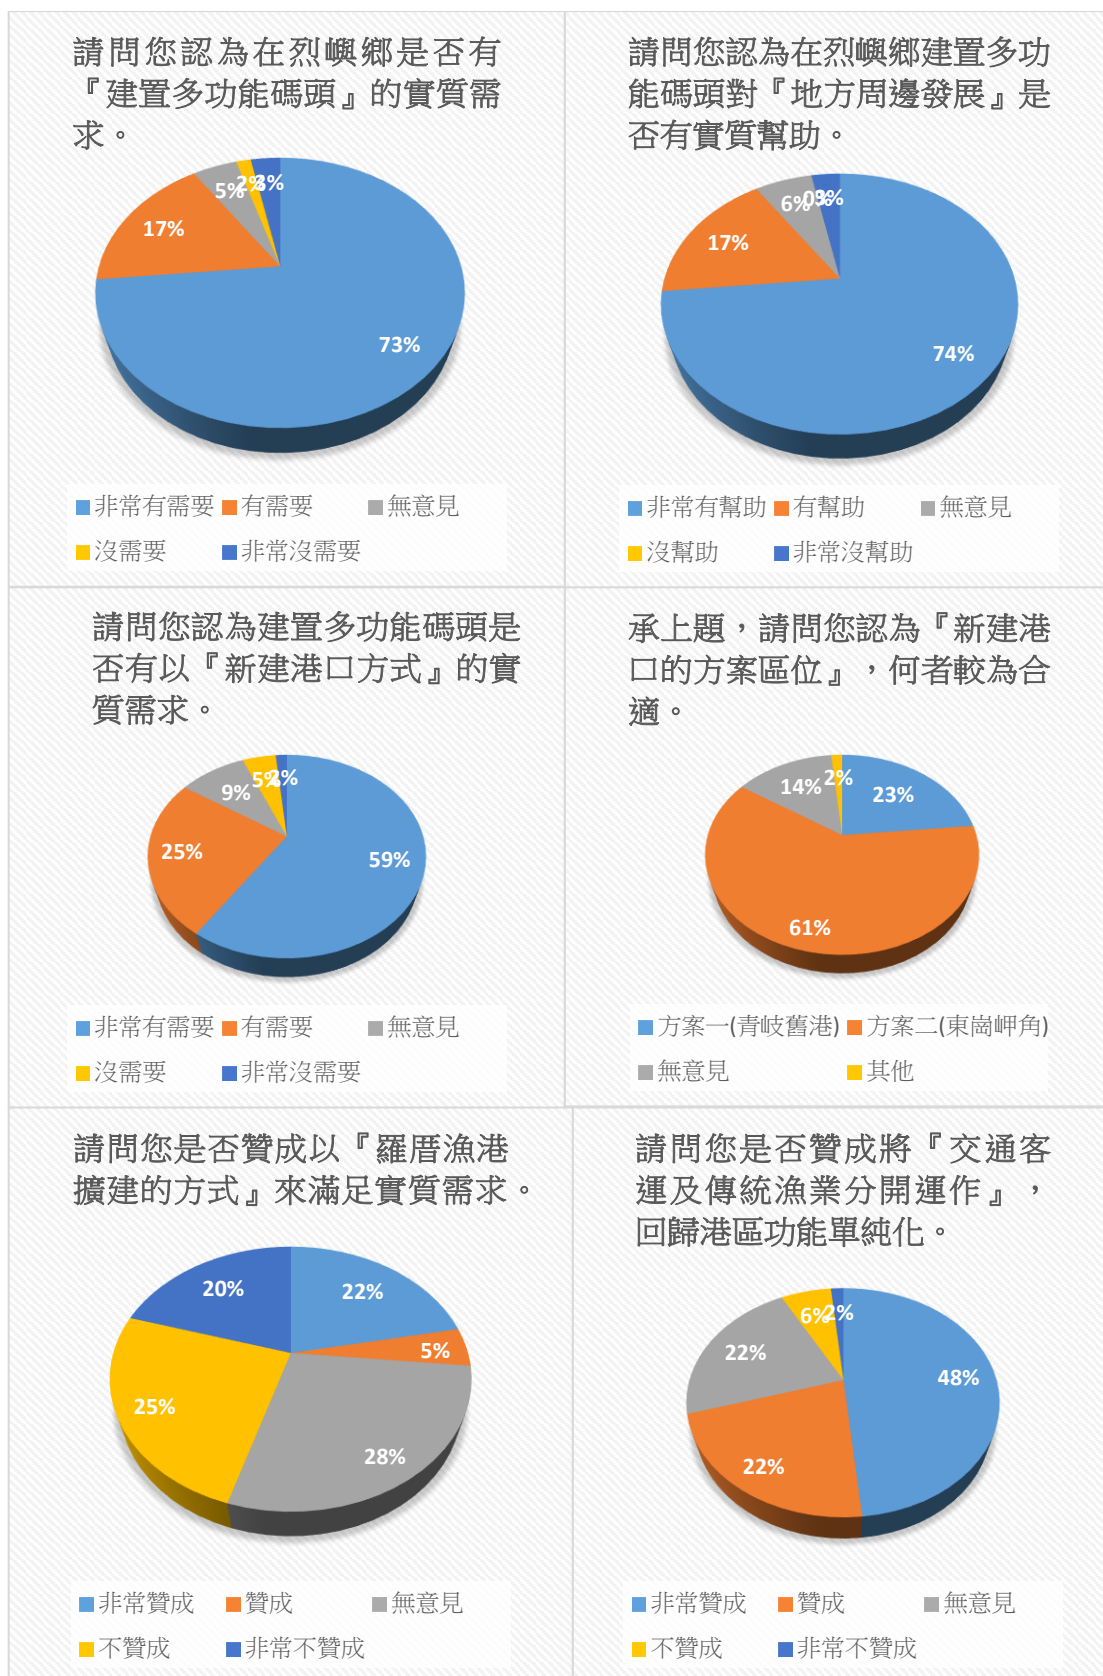 請問您認為在烈嶼鄉是否有
『建置多功能碼頭』的實質需
求。
73%
17%
5%
2%
3%
非常有需要 有需要 無意見
沒需要 非常沒需要
請問您認為在烈嶼鄉建置多功
能碼頭對『地方周邊發展』是
否有實質幫助。
74%
17%
6%
0%
3%
非常有幫助 有幫助 無意見
沒幫助 非常沒幫助
請問您認為建置多功能碼頭是
否有以『新建港口方式』的實
質需求。
59%
25%
9%
5%
2%
非常有需要 有需要 無意見
沒需要 非常沒需要
承上題，請問您認為『新建港
口的方案區位』，何者較為合
適。
23%
61%
14%
2%
方案一(青岐舊港) 方案二(東崗岬角)
無意見 其他
請問您是否贊成以『羅厝漁港
擴建的方式』來滿足實質需求。
22%
5%
28%
25%
20%
非常贊成 贊成 無意見
不贊成 非常不贊成
請問您是否贊成將『交通客
運及傳統漁業分開運作』，
回歸港區功能單純化。
48%
22%
22%
6%
2%
非常贊成 贊成 無意見
不贊成 非常不贊成